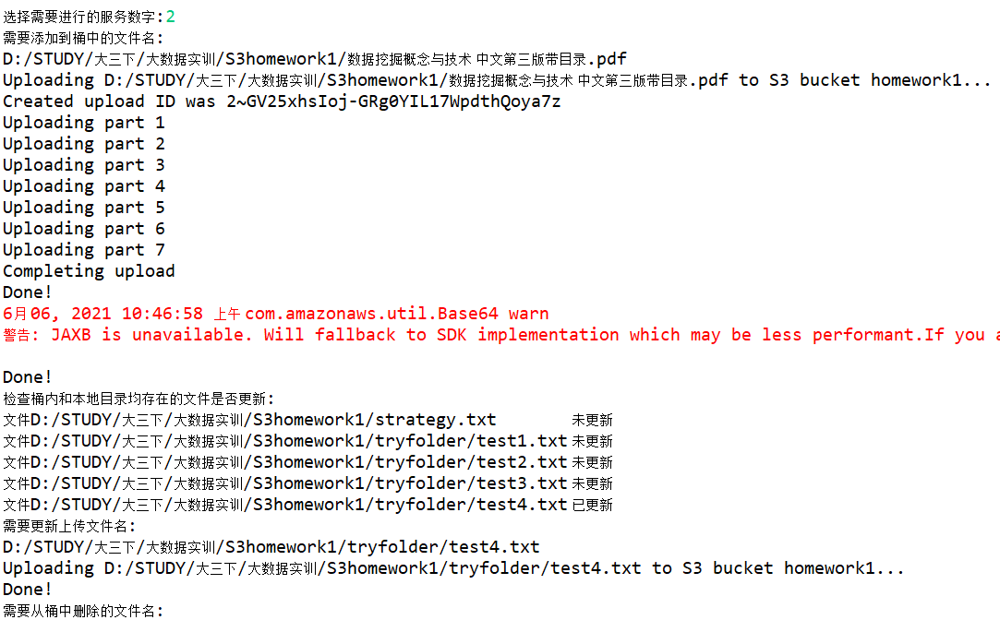 选择需要进行的服务数字:2
需要添加到桶中的文件名:
D:/STUDY/大三下/大数据实训/S3homework1/数据挖掘概念与技术 中文第三版带目录.pdf
Uploading D:/STUDY/大三下/大数据实训/S3homework1/数据挖掘概念与技术 中文第三版带目录.pdf to S3 bucket homework1...
Created upload ID was 2~GV25xhsIoj-GRg0YIL17WpdthQoya7z
Uploading part 1
Uploading part 2
Uploading part 3
Uploading part 4
Uploading part 5
Uploading part 6
Uploading part 7
Completing upload
Done!
6月06, 2021 10:46:58 上午 com.amazonaws.util.Base64 warn
警告: JAXB is unavailable. Will fallback to SDK implementation which may be less performant.If you
Done!
检查桶内和本地目录均存在的文件是否更新:
文件D:/STUDY/大三下/大数据实训/S3homework1/strategy.txt 未更新
文件D:/STUDY/大三下/大数据实训/S3homework1/tryfolder/test1.txt 未更新
文件D:/STUDY/大三下/大数据实训/S3homework1/tryfolder/test2.txt 未更新
文件D:/STUDY/大三下/大数据实训/S3homework1/tryfolder/test3.txt 未更新
文件D:/STUDY/大三下/大数据实训/S3homework1/tryfolder/test4.txt 已更新
需要更新上传文件名:
D:/STUDY/大三下/大数据实训/S3homework1/tryfolder/test4.txt
Uploading D:/STUDY/大三下/大数据实训/S3homework1/tryfolder/test4.txt to S3 bucket homework1...
Done!
需要从桶中删除的文件名: